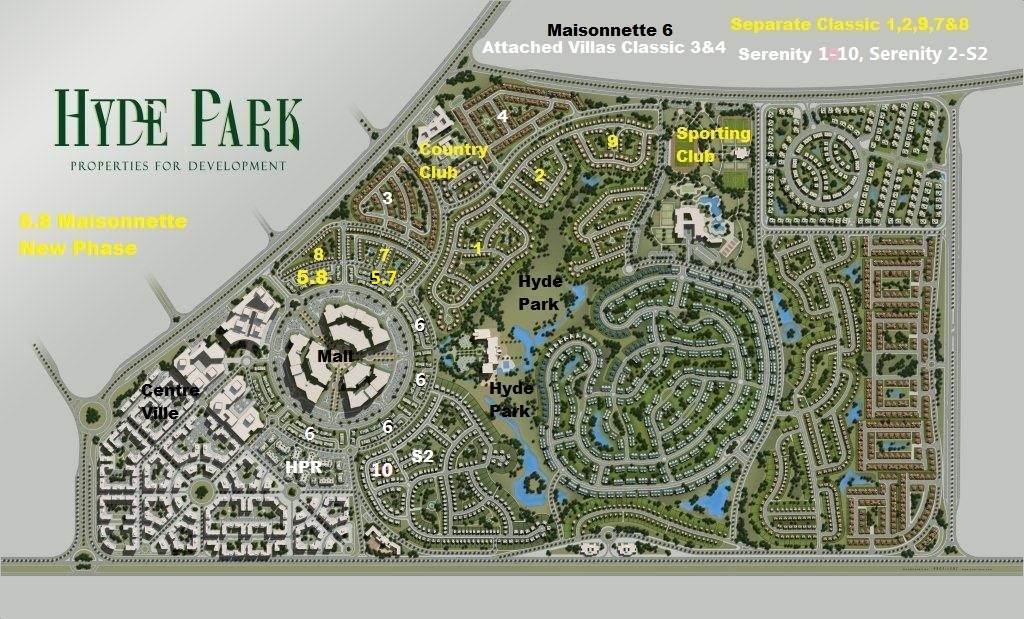 Maisonnette 6
Separate Classic 1,2,9,7&8
Attached Villas Classic 3&4
Serenity 1-10, Serenity 2-S2
HYDE PARK
PROPERTIES FOR DEVELOPMENT
4
Country
Club
9
Sporting
Club
2
3
6.8 Maisonnette
New Phase
1
8
5.8
7
5.7
Hyde
Park
6
Mall
6
Hyde
Park
Centre
Ville
6
6
HPR
10
S2